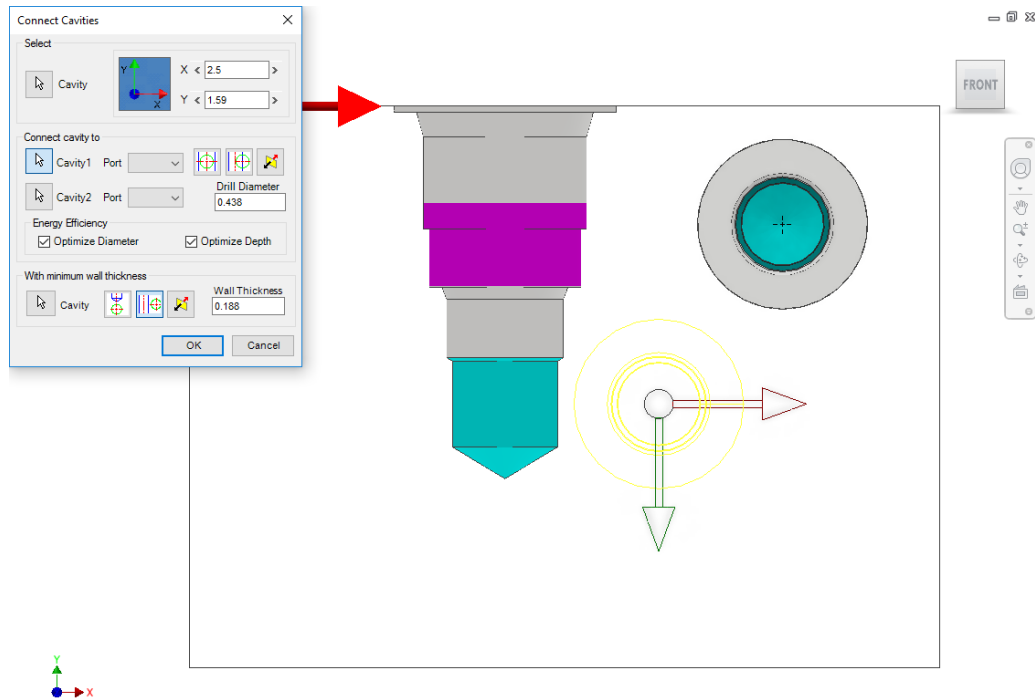 Connect Cavities
Select
Cavity
Y
X
X < 2.5 >
Y < 1.59 >
Connect cavity to
Cavity1 Port
Cavity2 Port
Drill Diameter
0.438
Energy Efficiency
Optimize Diameter Optimize Depth
With minimum wall thickness
Cavity
Wall Thickness
0.188
OK Cancel
FRONT
Y
X